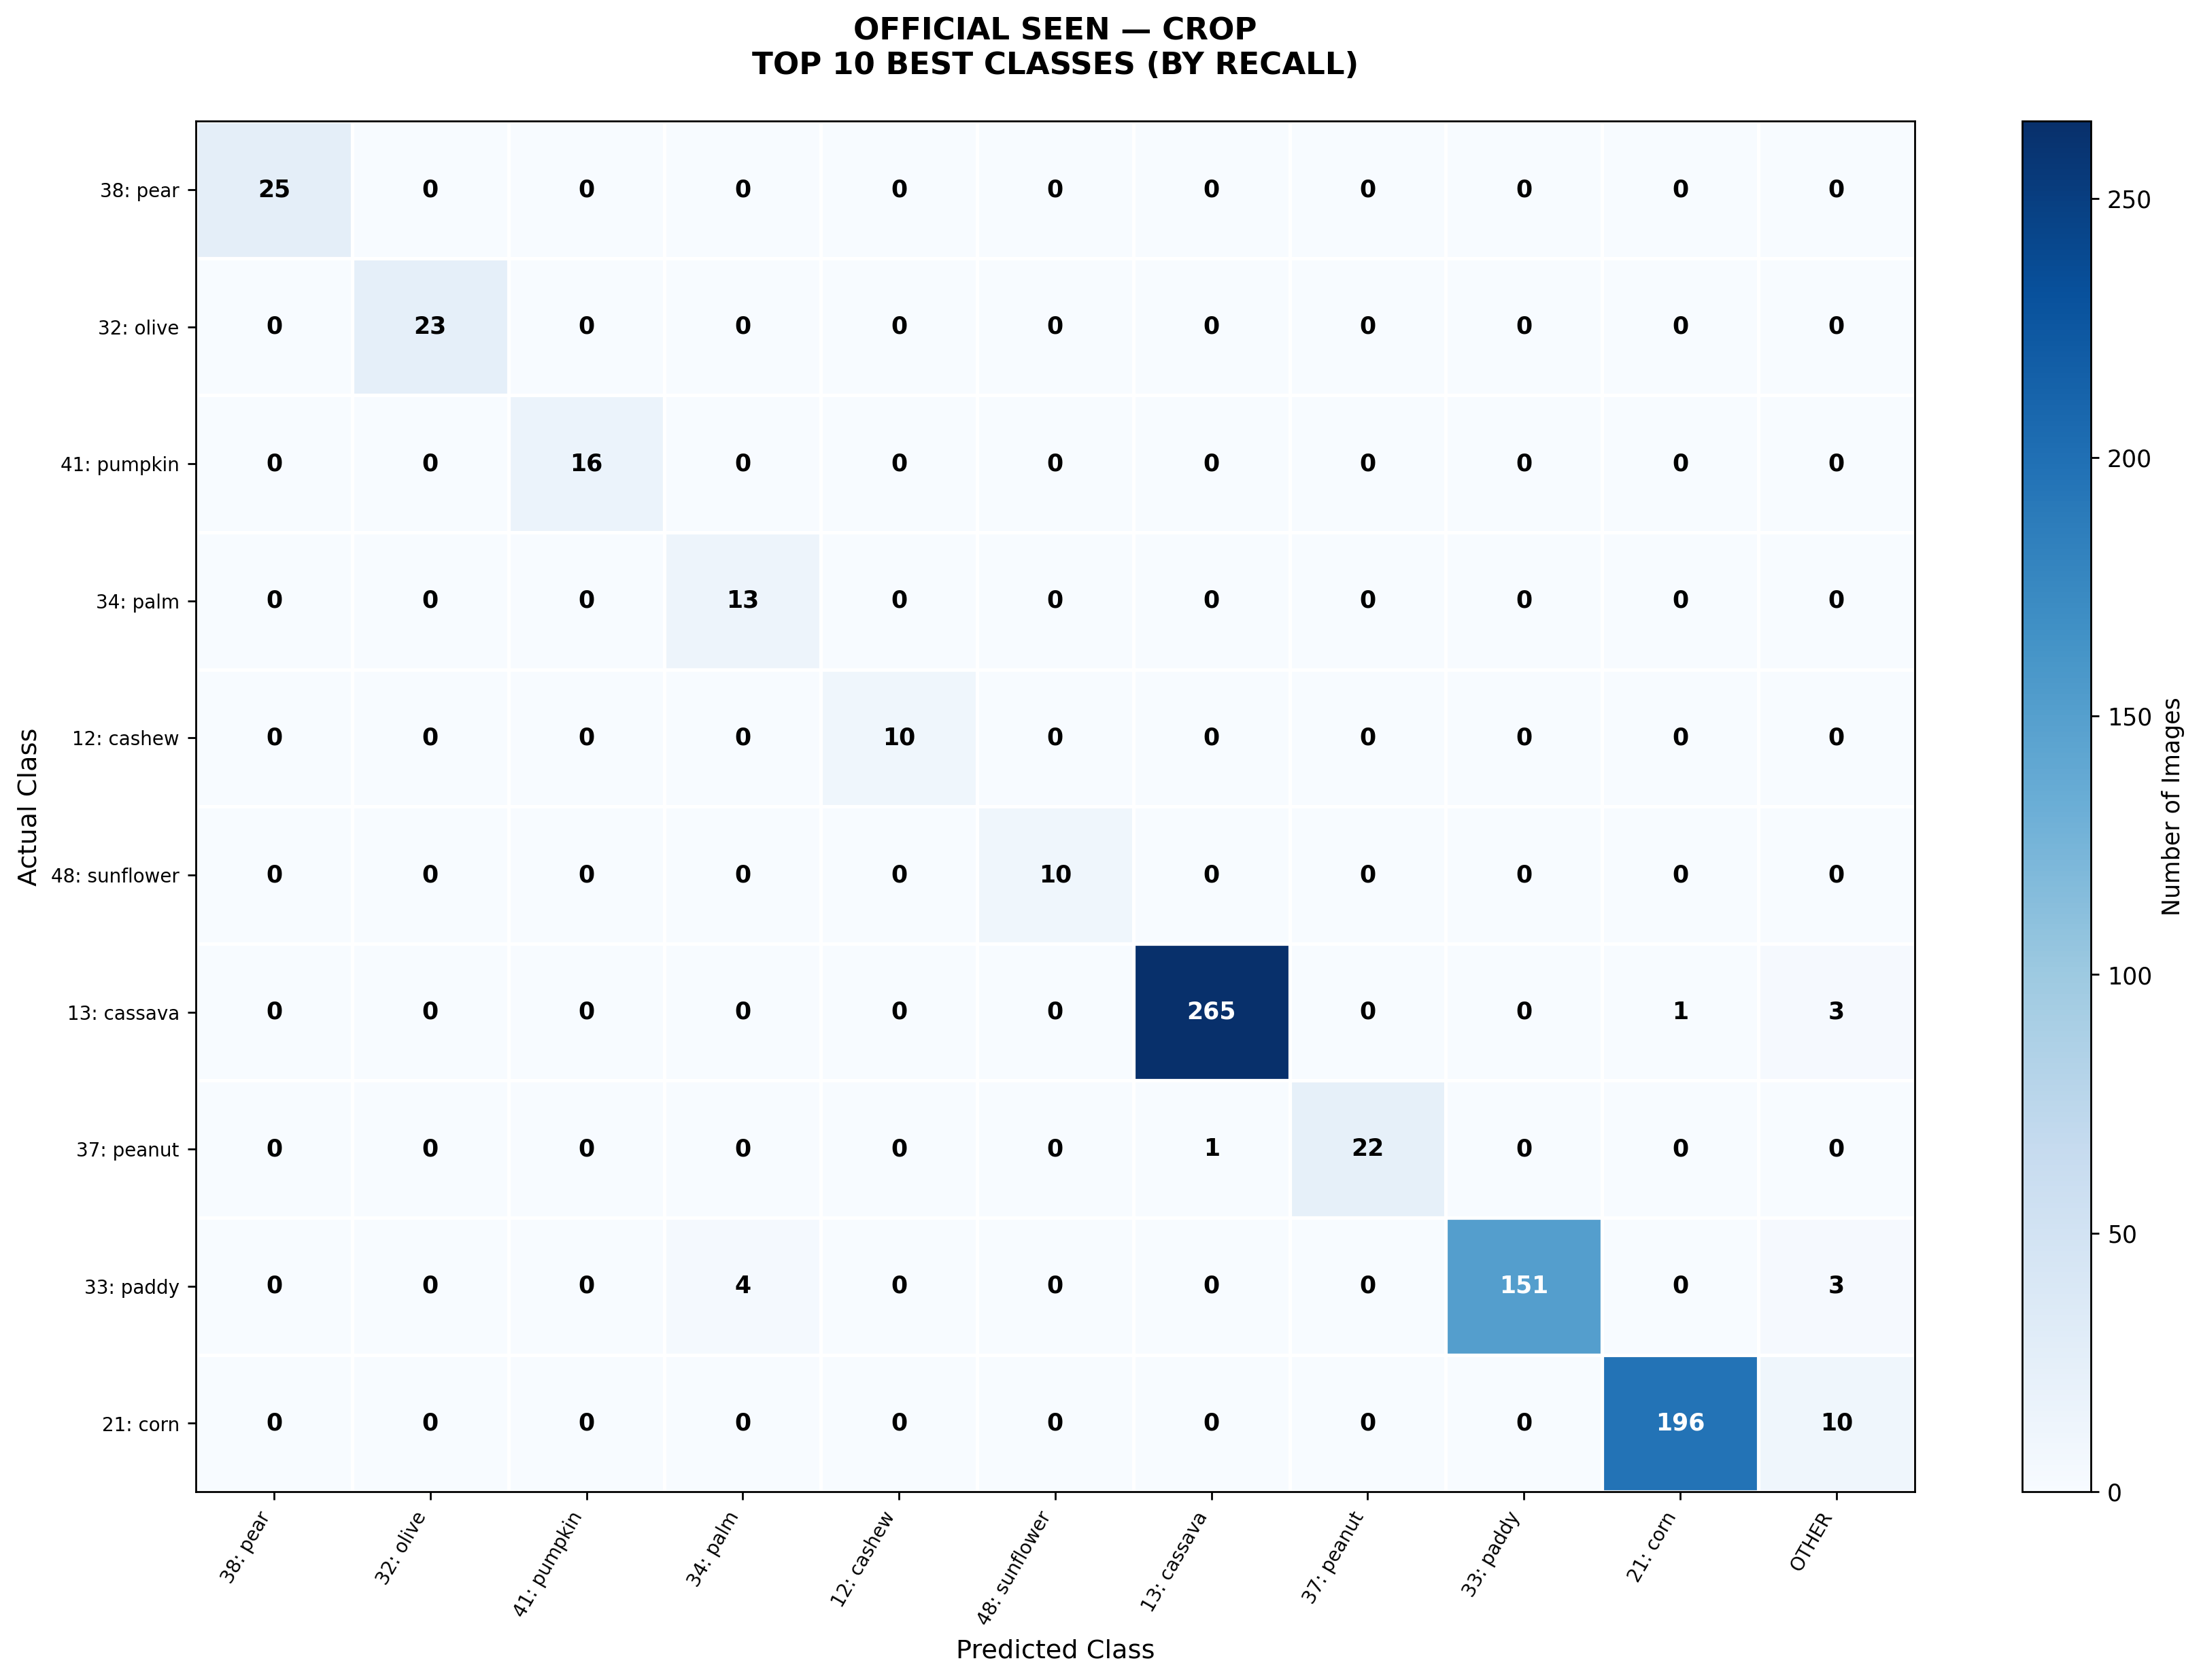 OFFICIAL SEEN — CROP
TOP 10 BEST CLASSES (BY RECALL)
Actual Class
38: pear 25 0 0 0 0 0 0 0 0 0 0
32: olive 0 23 0 0 0 0 0 0 0 0 0
41: pumpkin 0 0 16 0 0 0 0 0 0 0 0
34: palm 0 0 0 13 0 0 0 0 0 0 0
12: cashew 0 0 0 0 10 0 0 0 0 0 0
48: sunflower 0 0 0 0 0 10 0 0 0 0 0
13: cassava 0 0 0 0 0 0 265 0 0 1 3
37: peanut 0 0 0 0 0 0 1 22 0 0 0
33: paddy 0 0 0 4 0 0 0 0 151 0 3
21: corn 0 0 0 0 0 0 0 0 0 196 10
38: pear 32: olive 41: pumpkin 34: palm 12: cashew 48: sunflower 13: cassava 37: peanut 33: paddy 21: corn OTHER
Predicted Class
250
200
150
100
50
0
Number of Images